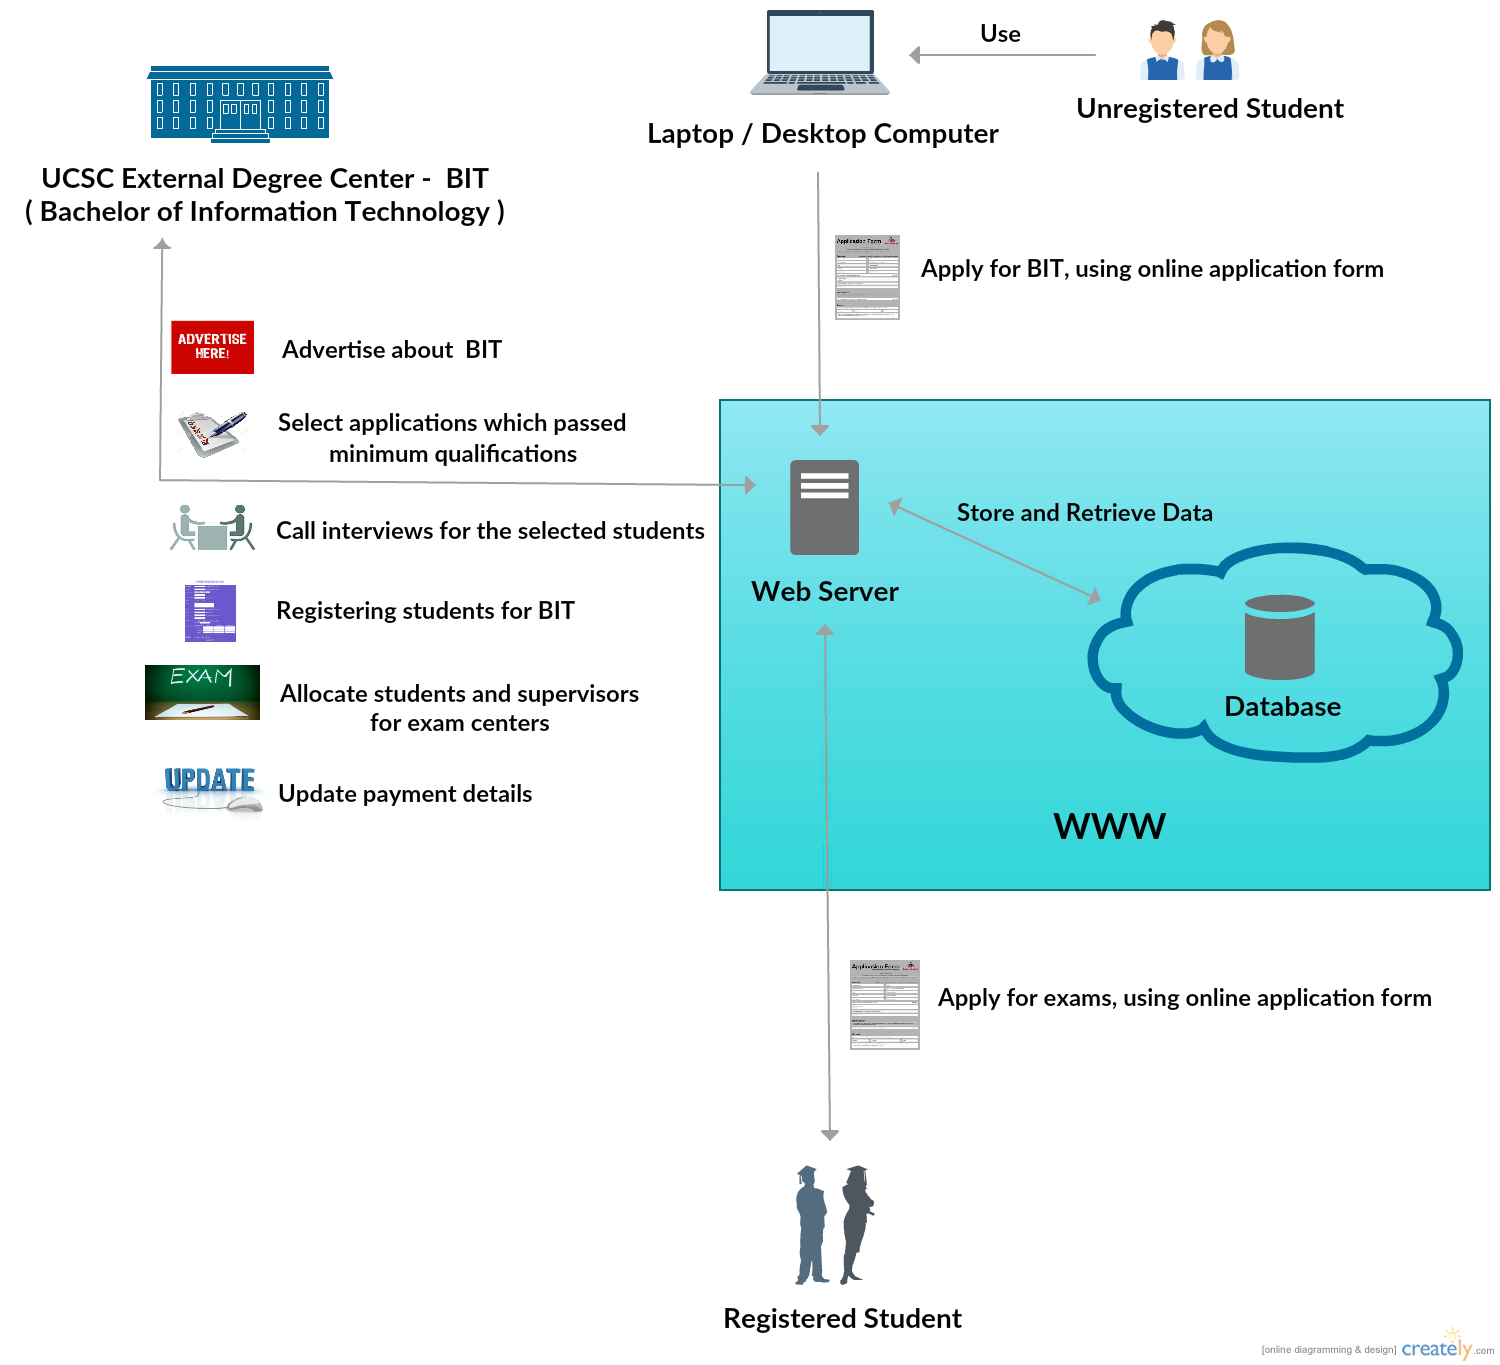 Use
Unregistered Student
Laptop / Desktop Computer
UCSC External Degree Center -  BIT
( Bachelor of Information Technology )
Application Form
Apply for BIT, using online application form
ADVERTISE
HERE!
Advertise about  BIT
Select applications which passed
minimum qualifications
Call interviews for the selected students
Registering students for BIT
EXAM
Allocate students and supervisors
for exam centers
UPDATE
Update payment details
Store and Retrieve Data
Web Server
Database
WWW
Application Form
Apply for exams, using online application form
Registered Student
[online diagramming & design] creately.com